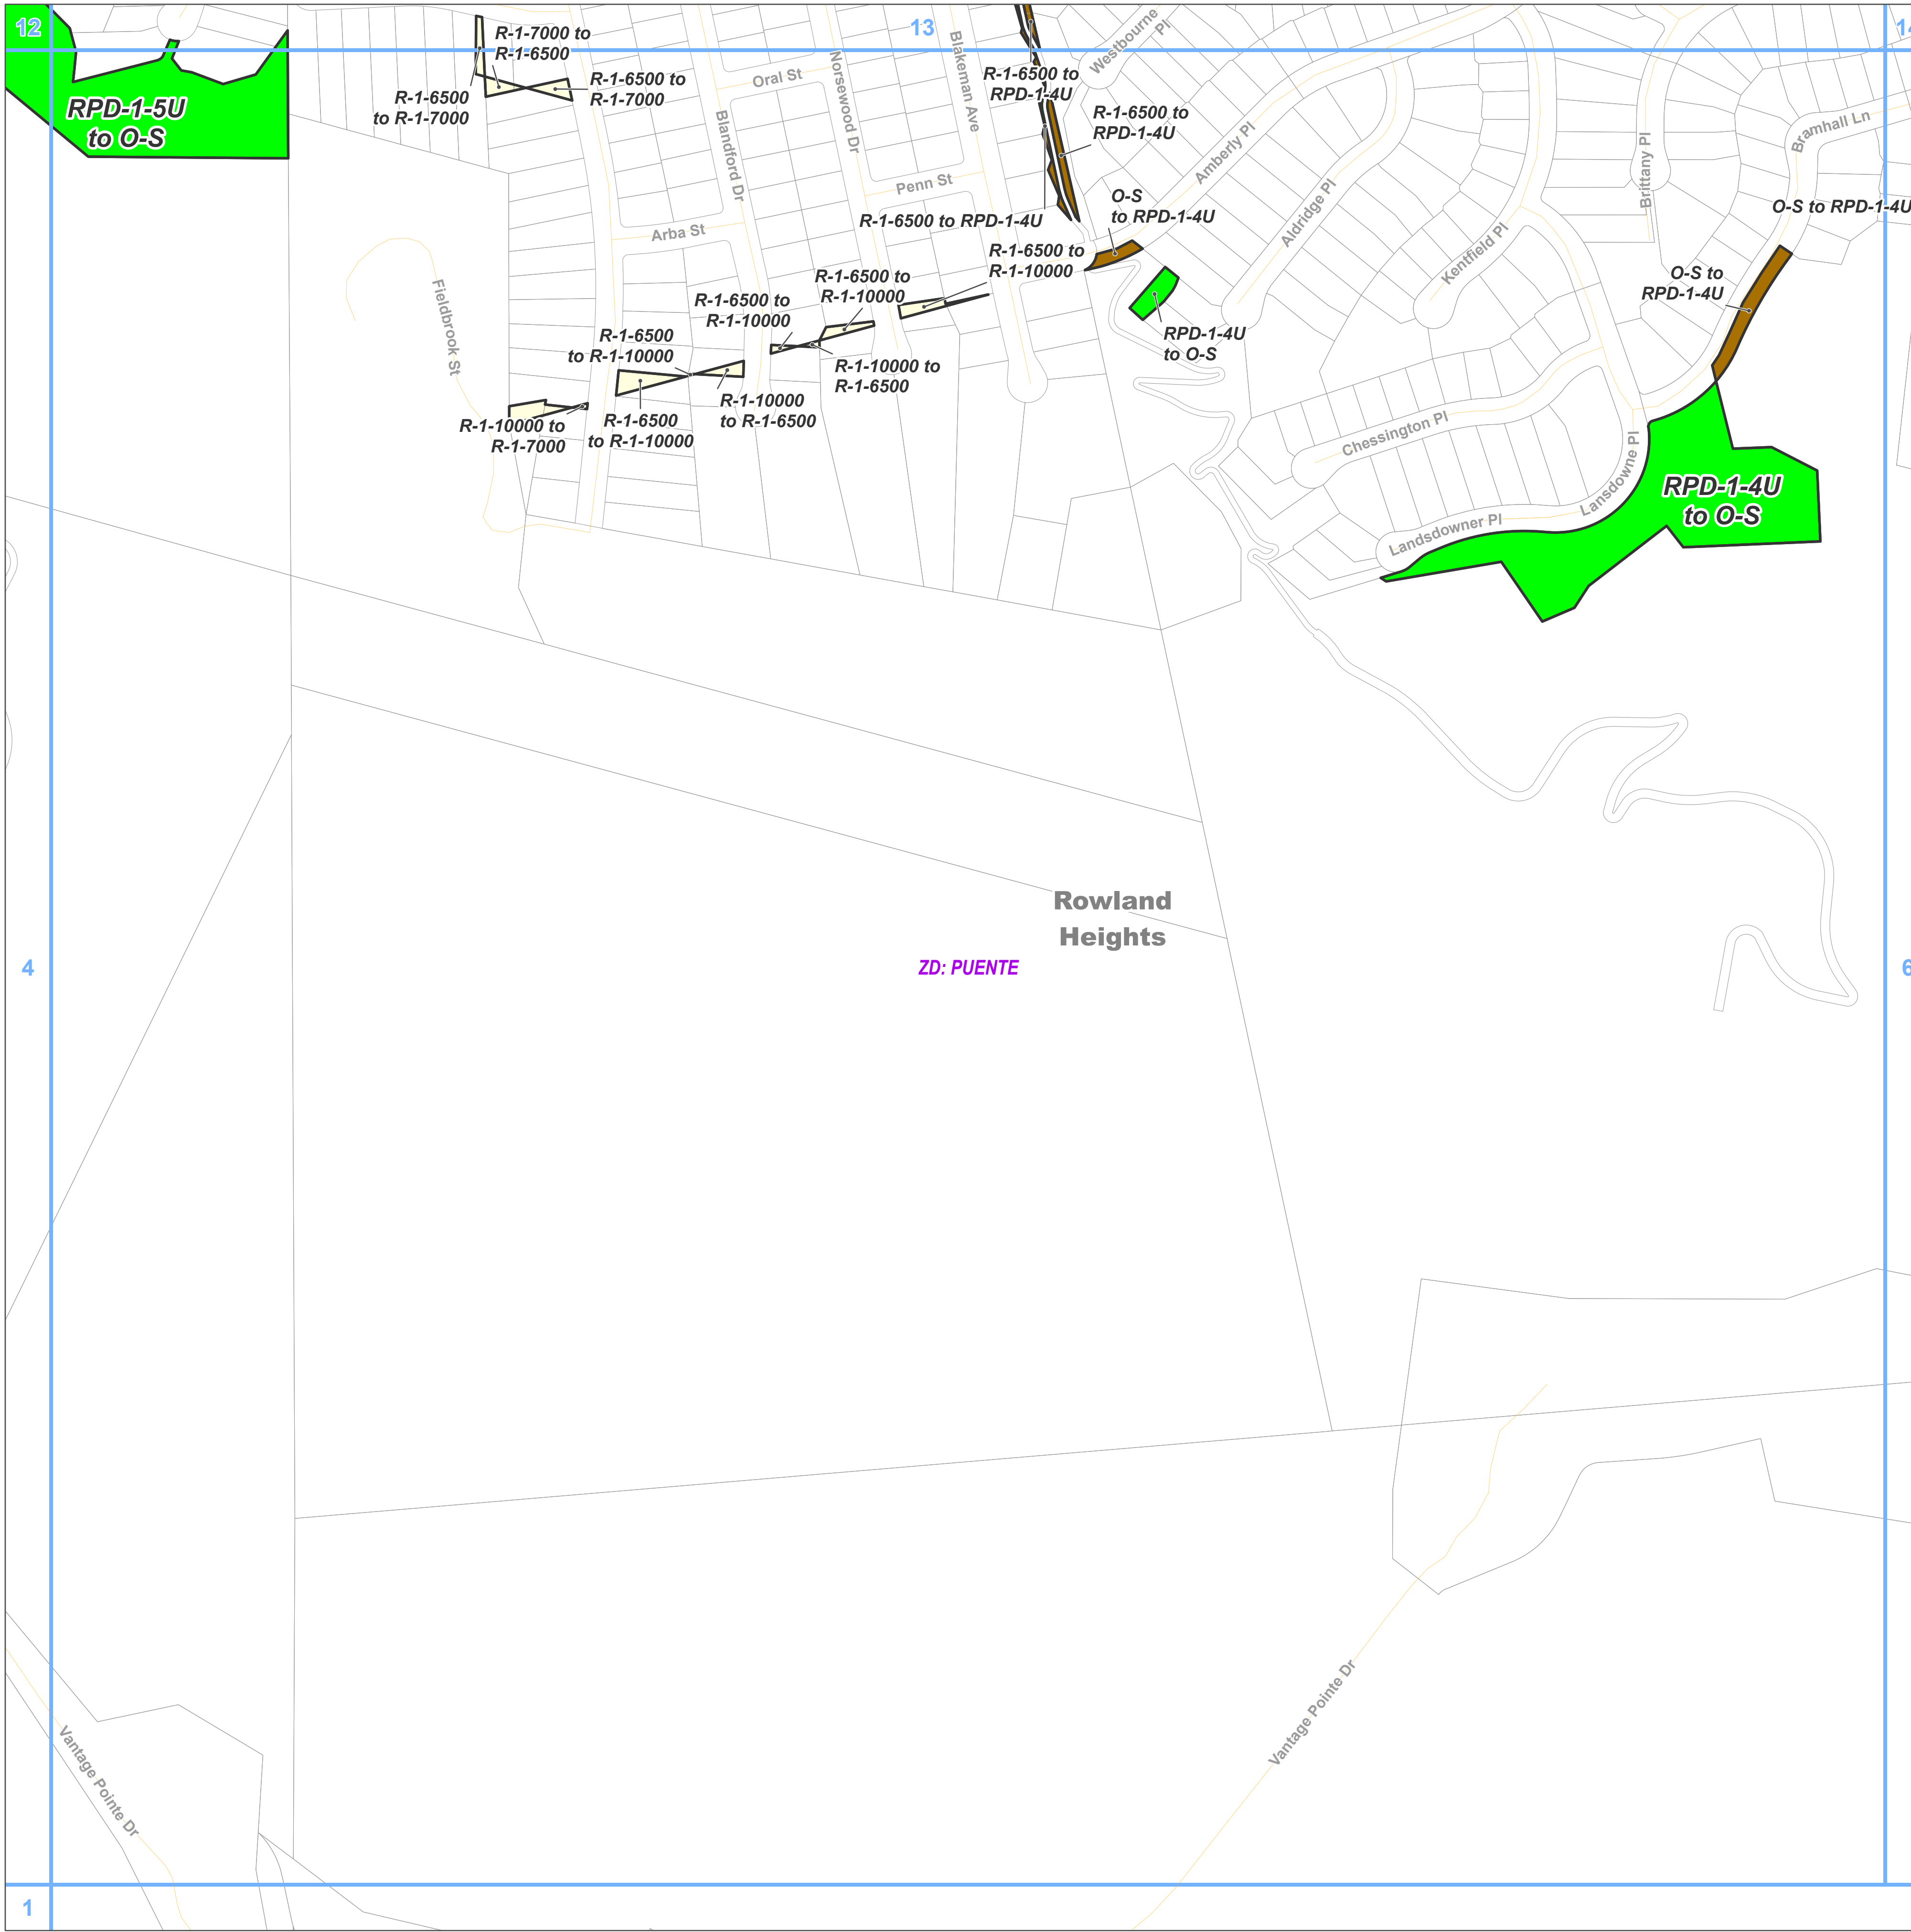 12
13
14
R-1-7000 to
R-1-6500
R-1-6500 to
R-1-7000
R-1-6500
to R-1-7000
RPD-1-5U
to O-S
Oral St
Norsewood Dr
Blakeman Ave
Westbourne
Pl
R-1-6500 to
RPD-1-4U
R-1-6500 to
RPD-1-4U
Blandford Dr
Amberly Pl
Bramhall Ln
Brittany Pl
Penn St
Arba St
R-1-6500 to RPD-1-4U
O-S
to RPD-1-4U
Aldridge Pl
Kentfield Pl
O-S to RPD-1-4U
R-1-6500 to
R-1-10000
R-1-6500 to
R-1-10000
R-1-6500 to
R-1-10000
O-S to
RPD-1-4U
Fieldbrook St
R-1-6500
to R-1-10000
RPD-1-4U
to O-S
R-1-10000 to
R-1-6500
R-1-10000
to R-1-6500
R-1-6500
to R-1-10000
R-1-10000 to
R-1-7000
Chessington Pl
Lansdowne Pl
Landsdowner Pl
RPD-1-4U
to O-S
Rowland
Heights
ZD: PUENTE
4
6
Vantage Pointe Dr
Vantage Pointe Dr
1